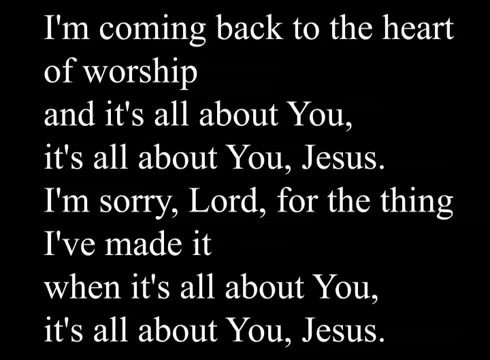 I'm coming back to the heart
of worship
and it's all about You,
it's all about You, Jesus.
I'm sorry, Lord, for the thing
I've made it
when it's all about You,
it's all about You, Jesus.